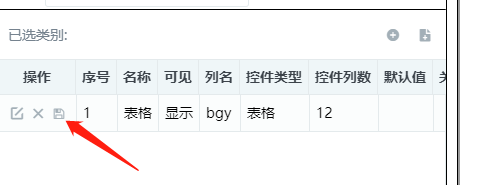 已选类别:
操作 序号 名称 可见 列名 控件类型 控件列数 默认值
1 表格 显示 bgy 表格 12